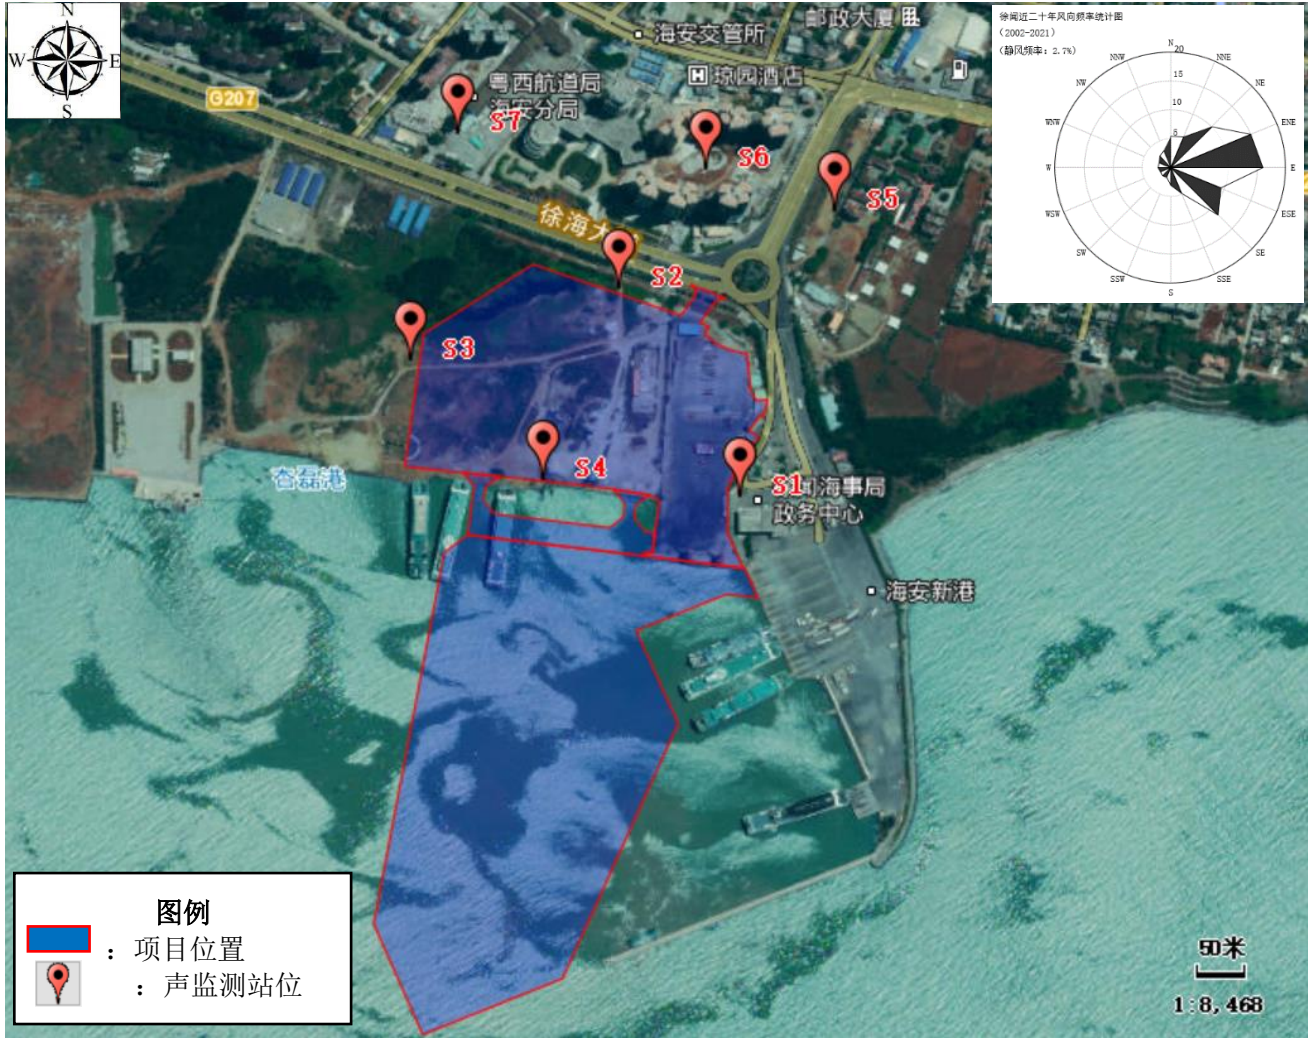 N
W
E
S
G207
粤西航道局
海安分局
S7
海安交管所
邮政大厦
琼园酒店
S6
S5
徐海大
S2
S3
S4
S1
杏磊港
闻海事局
政务中心
海安新港
徐闻近二十年风向频率统计图
(2002-2021)
(静风频率: 2.7%)
N
20
15
10
5
NNE
NE
ENE
E
ESE
SE
SSE
S
SSW
SW
WSW
W
WNW
NW
NNW
图例
：项目位置
：声监测站位
50米
1:8,468